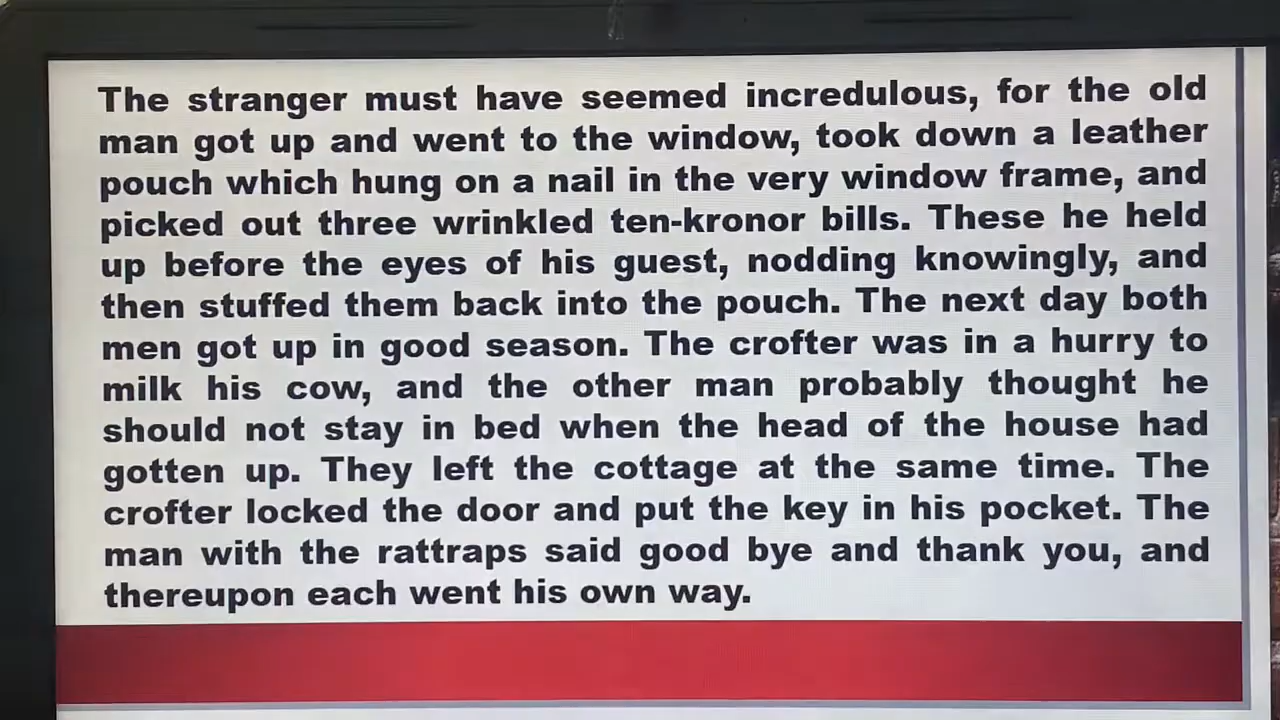 The stranger must have seemed incredulous, for the old
man got up and went to the window, took down a leather
pouch which hung on a nail in the very window frame, and
picked out three wrinkled ten-kronor bills. These he held
up before the eyes of his guest, nodding knowingly, and
then stuffed them back into the pouch. The next day both
men got up in good season. The crofter was in a hurry to
milk his cow, and the other man probably thought he
should not stay in bed when the head of the house had
gotten up. They left the cottage at the same time. The
crofter locked the door and put the key in his pocket. The
man with the rattraps said good bye and thank you, and
thereupon each went his own way.